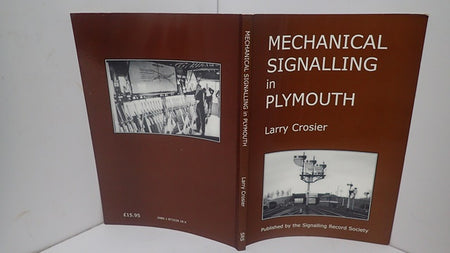 MECHANICAL
SIGNALLING
in
PLYMOUTH
Larry Crosier
Published by the Signalling Record Society
MECHANICAL SIGNALLING in PLYMOUTH
Larry Crosier
SRS
£15.95
ISBN